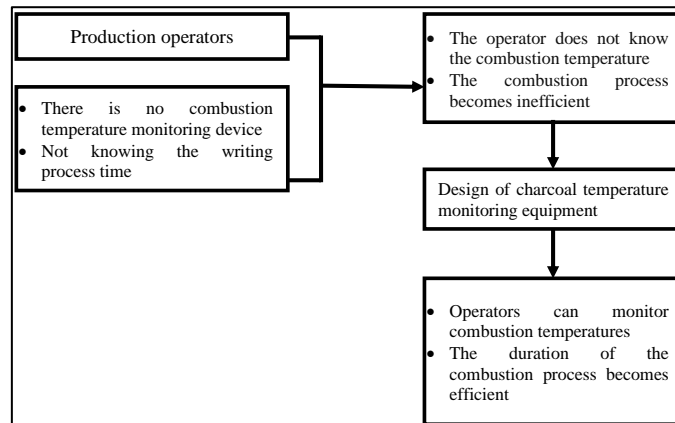 Production operators
• There is no combustion
temperature monitoring device
• Not knowing the writing
process time
• The operator does not know
the combustion temperature
• The combustion process
becomes inefficient
Design of charcoal temperature
monitoring equipment
• Operators can monitor
combustion temperatures
• The duration of the
combustion process becomes
efficient